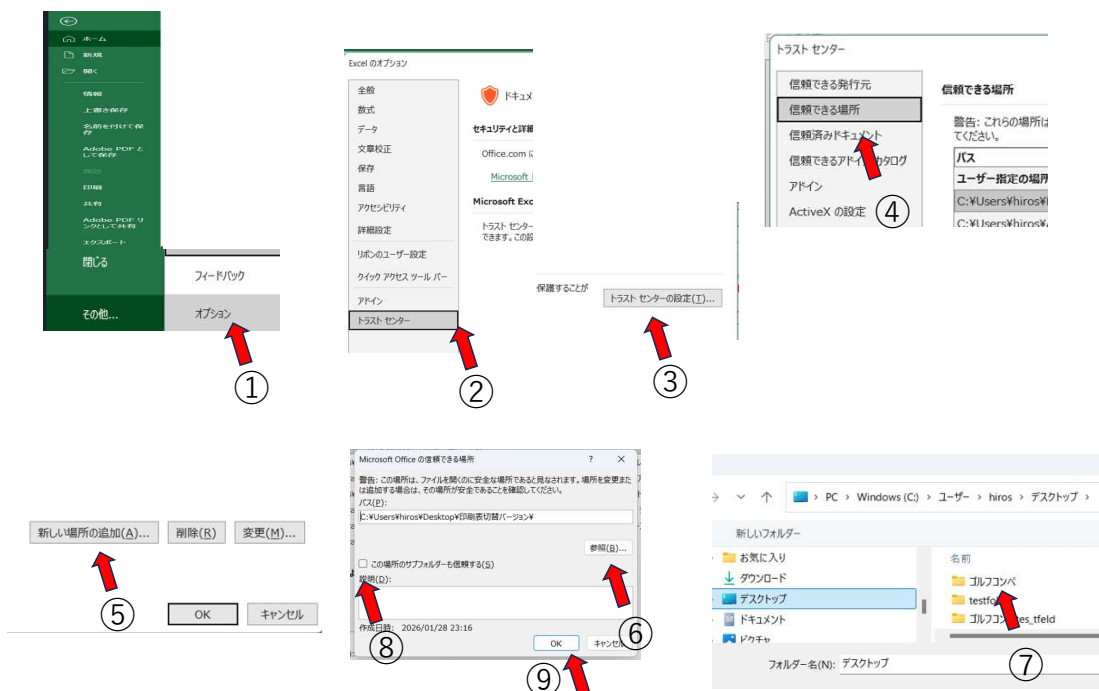 ホーム
新規
開く
情報
上書き保存
名前を付けて保
存
Adobe PDF と
して保存
印刷
共有
Adobe PDF リ
ンクとして共有
エクスポート
閉じる
その他...
フィードバック
オプション
①
Excel のオプション
全般
数式
データ
文章校正
保存
言語
アクセシビリティ
詳細設定
リボンのユーザー設定
クイック アクセス ツール バー
アドイン
トラスト センター
ドキュメ
セキュリティと詳細
Office.com に
Microsoft
Microsoft Exc
トラスト センター
できます。この設
②
保護することが
トラスト センターの設定(T)...
③
トラスト センター
信頼できる発行元
信頼できる場所
信頼済みドキュメント
信頼できるアドイン カタログ
アドイン
ActiveX の設定
④
信頼できる場所
警告: これらの場所は
てください。
パス
ユーザー指定の場所
C:¥Users¥hiros¥
C:¥Users¥hiros¥
新しい場所の追加(A)...
削除(R)
変更(M)...
⑤
OK
キャンセル
Microsoft Office の信頼できる場所
? ×
警告: この場所は、ファイルを開くのに安全な場所であると見なされます。場所を変更また
は追加する場合は、その場所が安全であることを確認してください。
パス(P):
C:¥Users¥hiros¥Desktop¥印刷表切替バージョン¥
参照(B)...
この場所のサブフォルダーも信頼する(S)
説明(D):
作成日時: 2026/01/28 23:16
OK
キャンセル
⑥
⑧
⑨
PC › Windows (C:) › ユーザー › hiros › デスクトップ ›
新しいフォルダー
お気に入り
ダウンロード
デスクトップ
ドキュメント
ピクチャ
名前
ゴルフコンペ
testfo
ゴルフコン es_tfeld
フォルダー名(N): デスクトップ
⑦